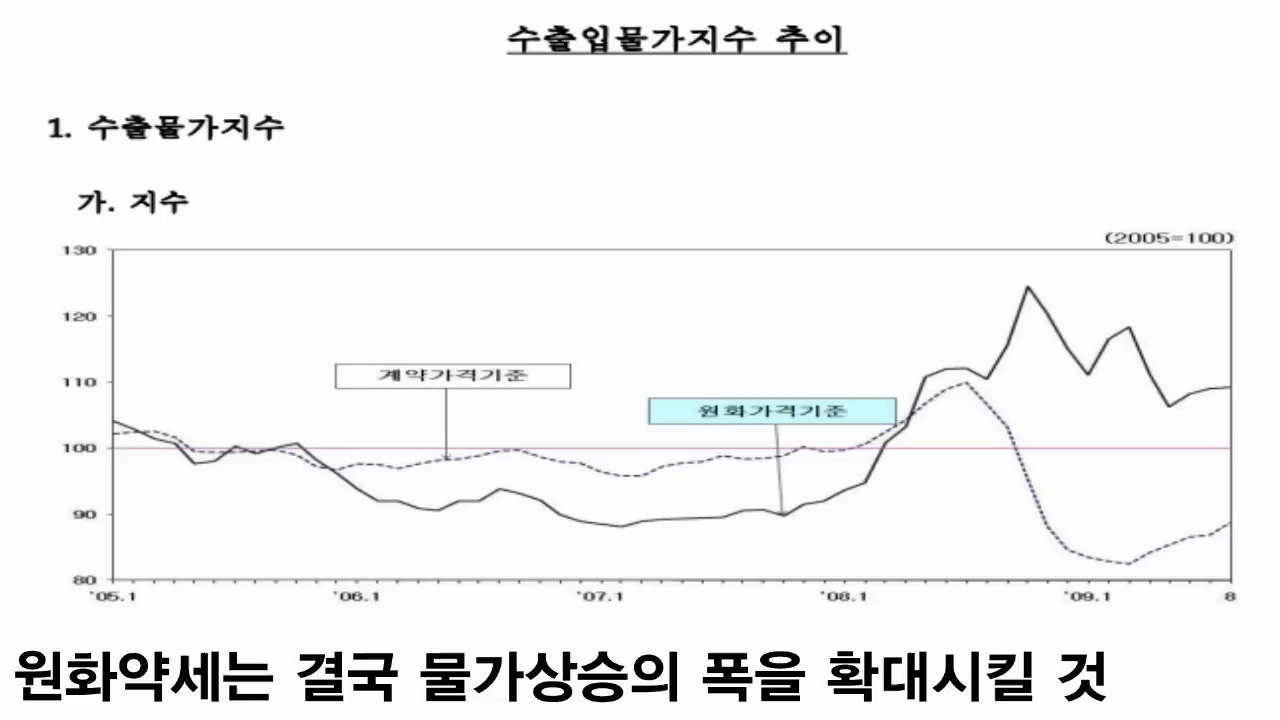 수출입물가지수 추이
1. 수출물가지수
가. 지수
(2005=100)
130
120
110
100
90
80
계약가격기준
원화가격기준
'05.1 '06.1 '07.1 '08.1 '09.1 8
원화약세는 결국 물가상승의 폭을 확대시킬 것